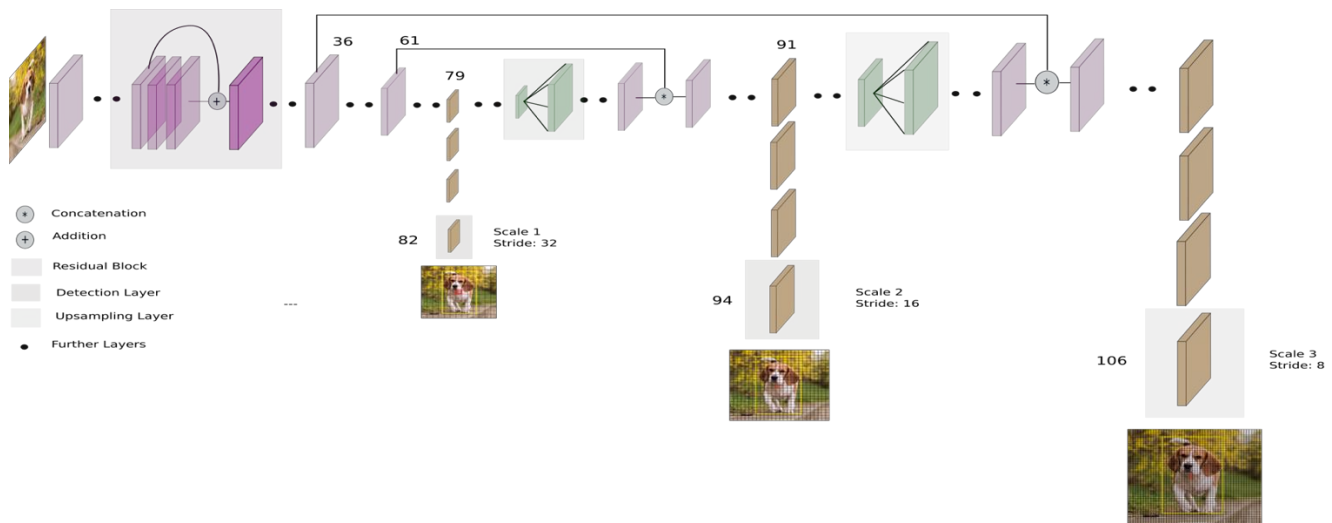 36
61
79
91
Concatenation
Addition
Residual Block
Detection Layer
Upsampling Layer
Further Layers
---
82
Scale 1
Stride: 32
94
Scale 2
Stride: 16
106
Scale 3
Stride: 8